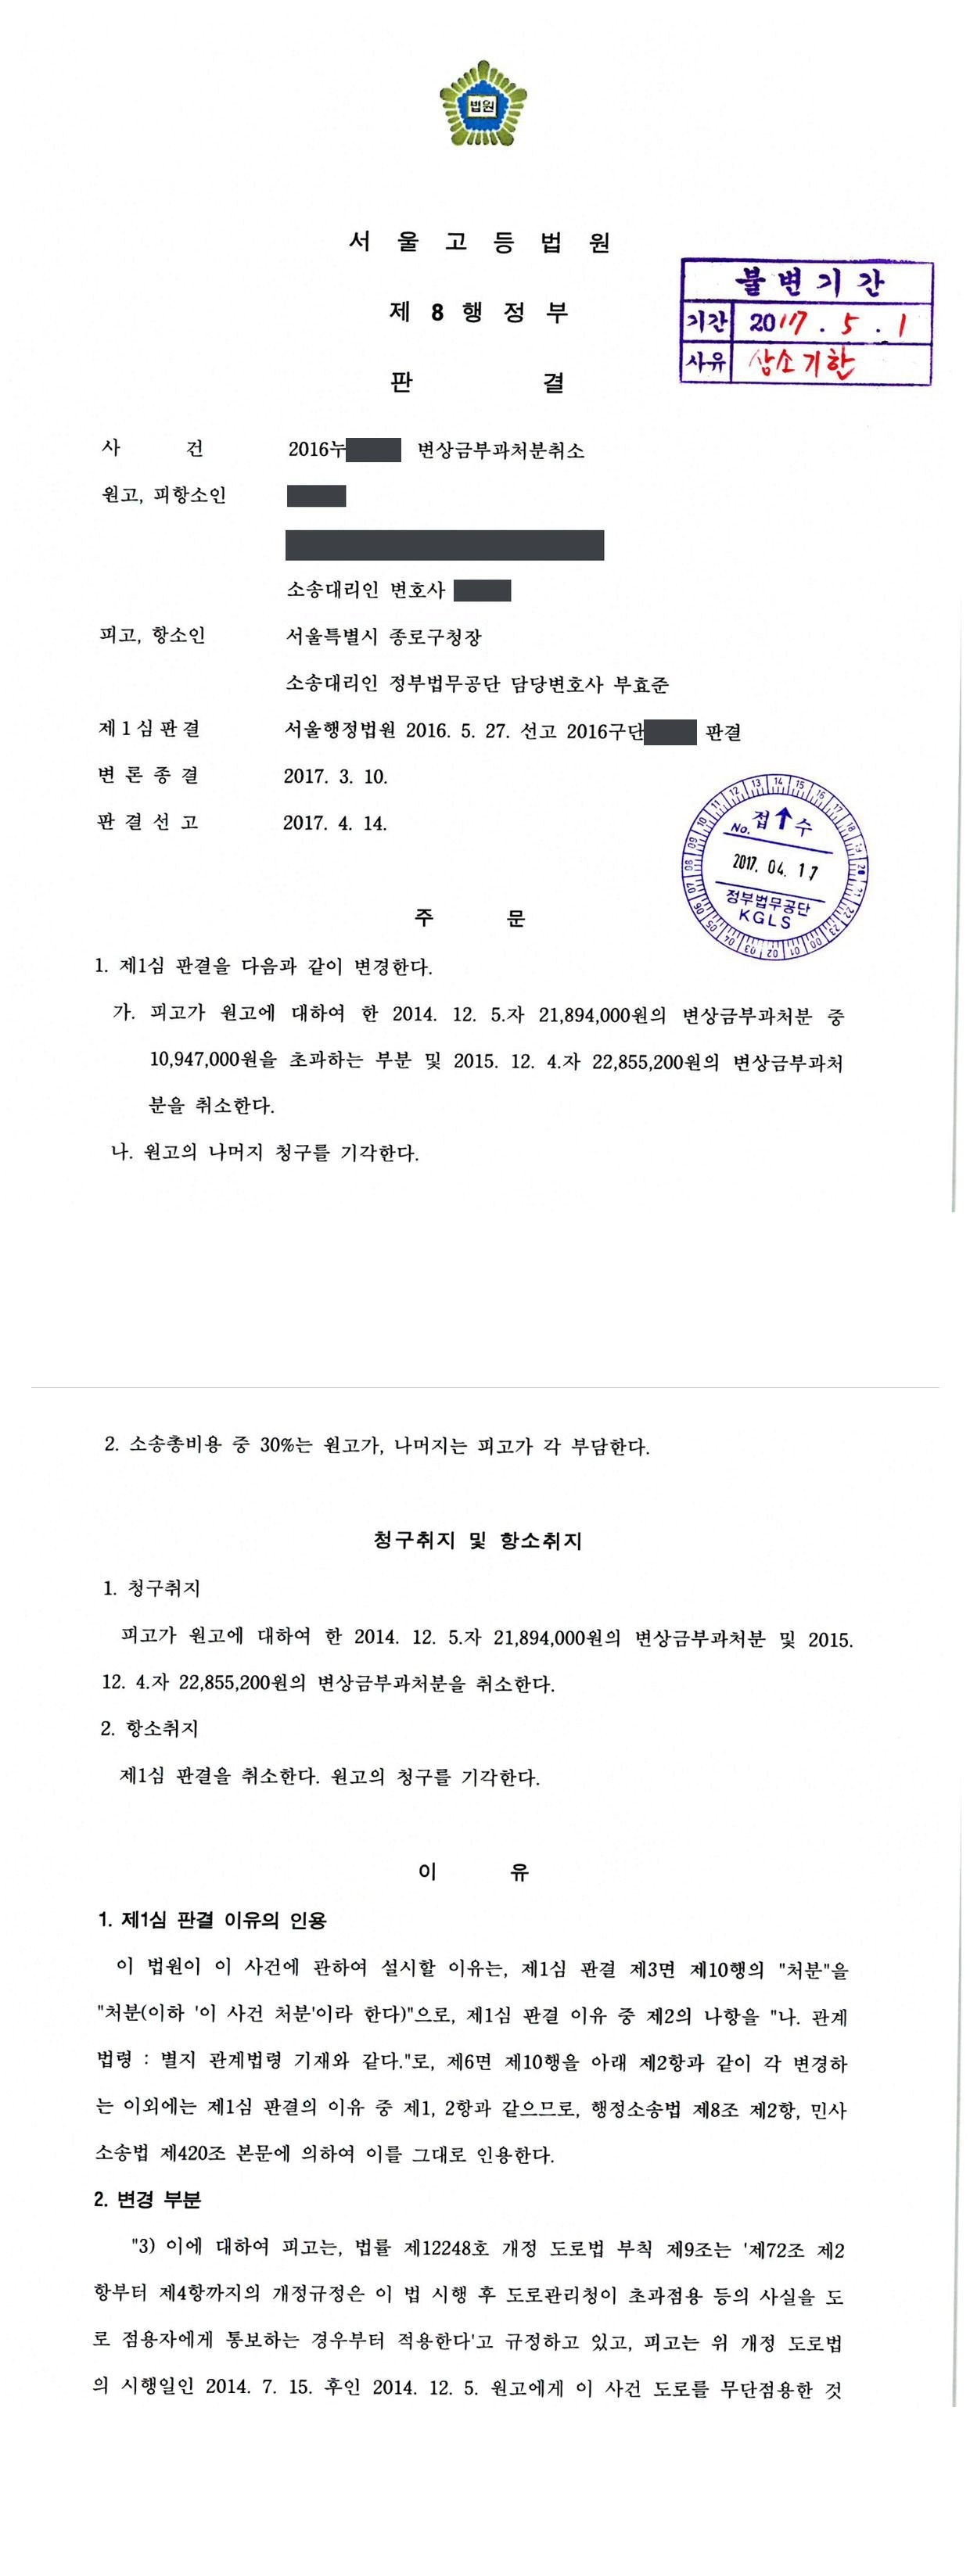 법원
서울고등법원
제8행정부
판결
불변기간
기간 2017. 5. 1
사유 상소기한
사건 2016누 변상금부과처분취소
원고, 피항소인
소송대리인 변호사
피고, 항소인 서울특별시 종로구청장
소송대리인 정부법무공단 담당변호사 부효준
제1심판결 서울행정법원 2016. 5. 27. 선고 2016구단 판결
변론종결 2017. 3. 10.
판결선고 2017. 4. 14.
No. 접수
2017. 04. 17
정부법무공단
KGLS
주문
1. 제1심 판결을 다음과 같이 변경한다.
가. 피고가 원고에 대하여 한 2014. 12. 5.자 21,894,000원의 변상금부과처분 중
10,947,000원을 초과하는 부분 및 2015. 12. 4.자 22,855,200원의 변상금부과처
분을 취소한다.
나. 원고의 나머지 청구를 기각한다.
2. 소송총비용 중 30%는 원고가, 나머지는 피고가 각 부담한다.
청구취지 및 항소취지
1. 청구취지
피고가 원고에 대하여 한 2014. 12. 5.자 21,894,000원의 변상금부과처분 및 2015.
12. 4.자 22,855,200원의 변상금부과처분을 취소한다.
2. 항소취지
제1심 판결을 취소한다. 원고의 청구를 기각한다.
이유
1. 제1심 판결 이유의 인용
이 법원이 이 사건에 관하여 설시할 이유는, 제1심 판결 제3면 제10행의 "처분"을
"처분(이하 '이 사건 처분'이라 한다)"으로, 제1심 판결 이유 중 제2의 나항을 "나. 관계
법령 : 별지 관계법령 기재와 같다."로, 제6면 제10행을 아래 제2항과 같이 각 변경하
는 이외에는 제1심 판결의 이유 중 제1, 2항과 같으므로, 행정소송법 제8조 제2항, 민사
소송법 제420조 본문에 의하여 이를 그대로 인용한다.
2. 변경 부분
"3) 이에 대하여 피고는, 법률 제12248호 개정 도로법 부칙 제9조는 '제72조 제2
항부터 제4항까지의 개정규정은 이 법 시행 후 도로관리청이 초과점용 등의 사실을 도
로 점용자에게 통보하는 경우부터 적용한다'고 규정하고 있고, 피고는 위 개정 도로법
의 시행일인 2014. 7. 15. 후인 2014. 12. 5. 원고에게 이 사건 도로를 무단점용한 것